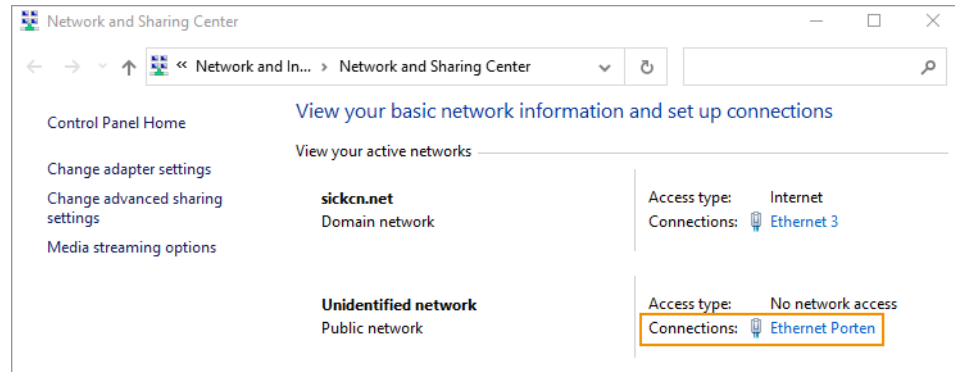 Network and Sharing Center
« Network and In... › Network and Sharing Center
Control Panel Home
Change adapter settings
Change advanced sharing
settings
Media streaming options
View your basic network information and set up connections
View your active networks
sickcn.net
Domain network
Access type: Internet
Connections: Ethernet 3
Unidentified network
Public network
Access type: No network access
Connections: Ethernet Porten